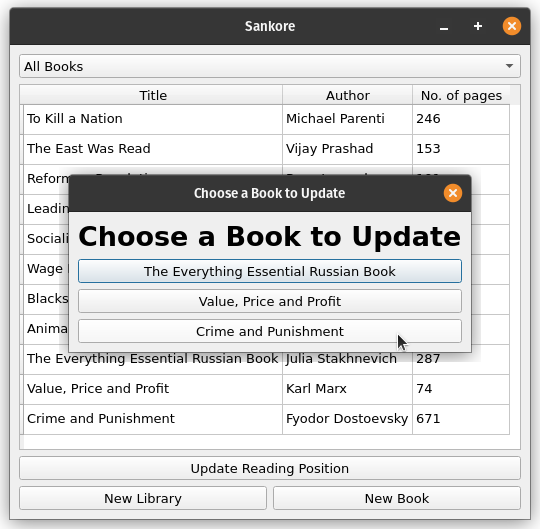 Sankore
All Books
Title Author No. of pages
To Kill a Nation Michael Parenti 246
The East Was Read Vijay Prashad 153
Choose a Book to Update
Choose a Book to Update
The Everything Essential Russian Book
Value, Price and Profit
Crime and Punishment
Wage
The Everything Essential Russian Book Julia Stakhnevich 287
Value, Price and Profit Karl Marx 74
Crime and Punishment Fyodor Dostoevsky 671
Update Reading Position
New Library New Book